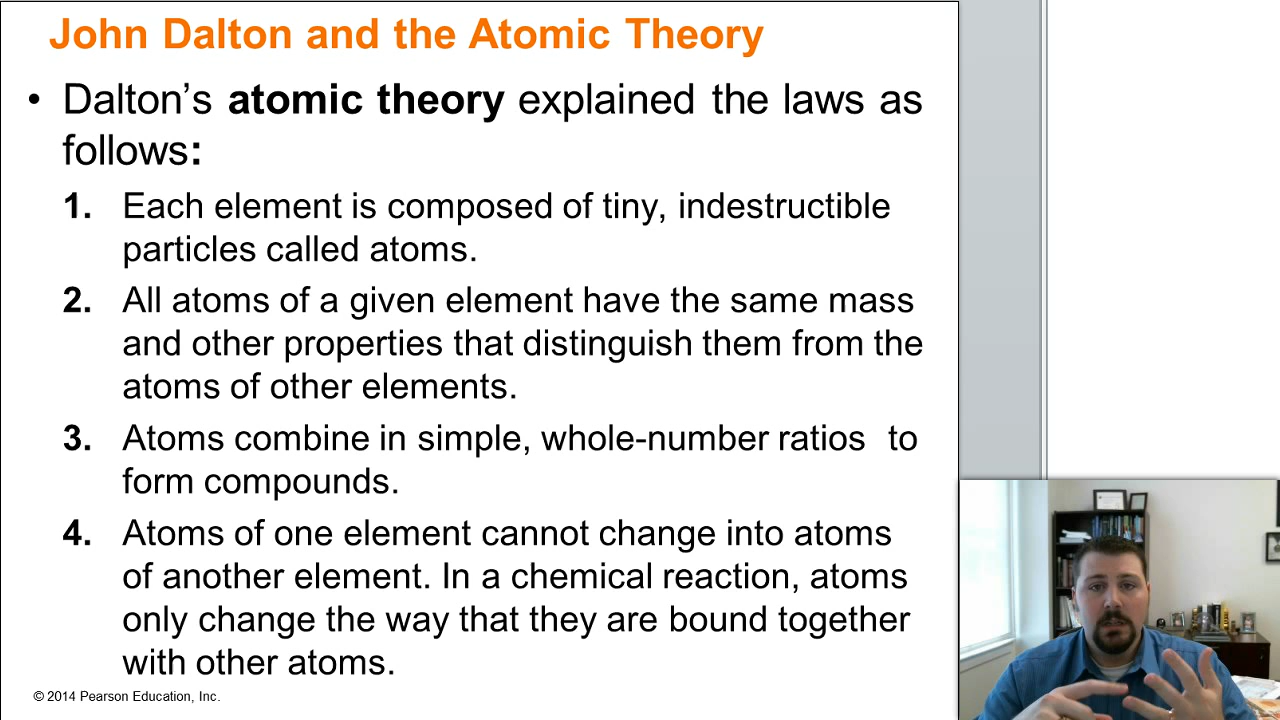 John Dalton and the Atomic Theory
• Dalton’s atomic theory explained the laws as
follows:
1. Each element is composed of tiny, indestructible
particles called atoms.
2. All atoms of a given element have the same mass
and other properties that distinguish them from the
atoms of other elements.
3. Atoms combine in simple, whole-number ratios to
form compounds.
4. Atoms of one element cannot change into atoms
of another element. In a chemical reaction, atoms
only change the way that they are bound together
with other atoms.
© 2014 Pearson Education, Inc.